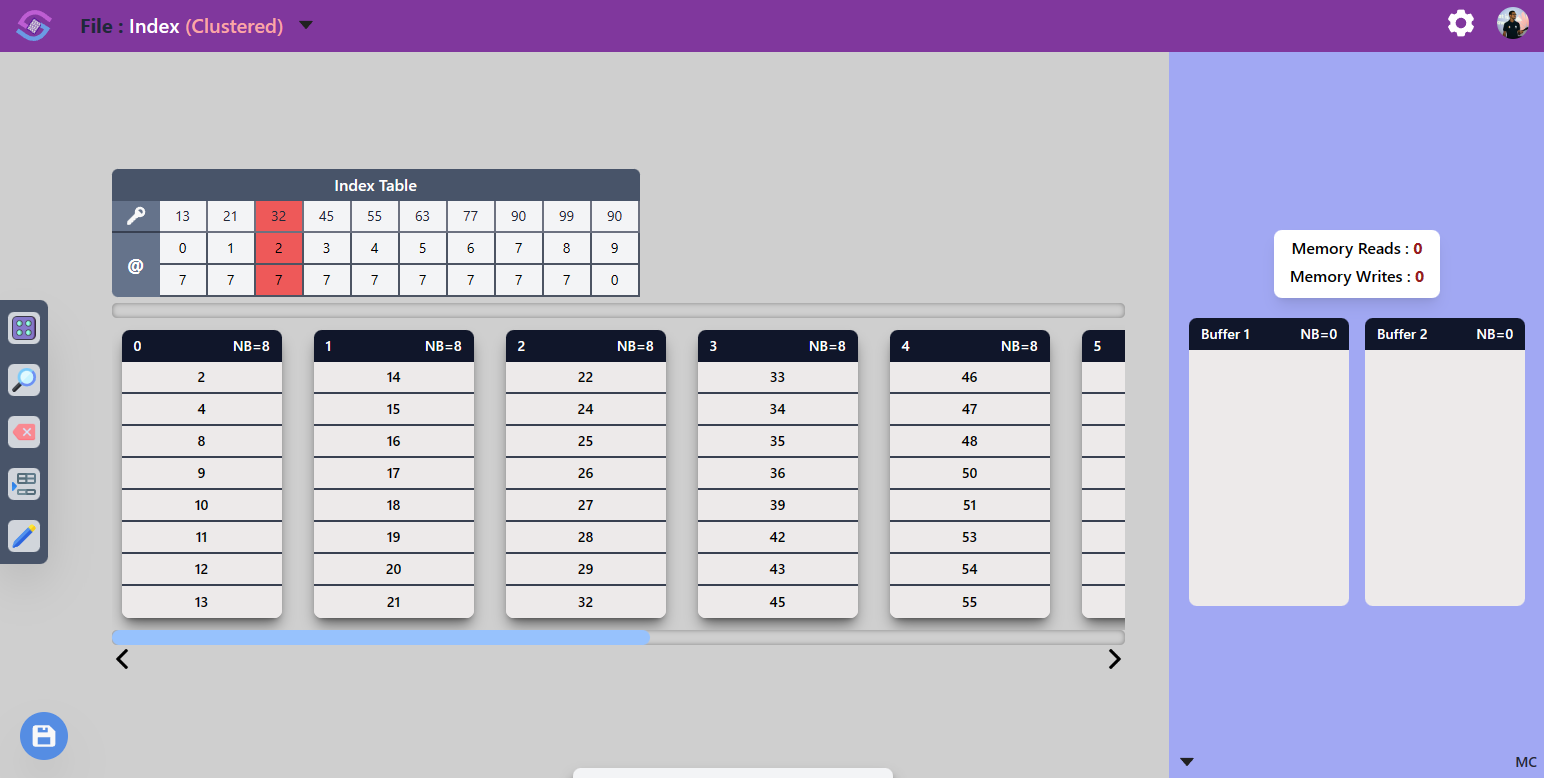 File : Index (Clustered)
Index Table
13 21 32 45 55 63 77 90 99 90
@
0 1 2 3 4 5 6 7 8 9
7 7 7 7 7 7 7 7 7 0
Memory Reads : 0
Memory Writes : 0
0 NB=8
2
4
8
9
10
11
12
13
1 NB=8
14
15
16
17
18
19
20
21
2 NB=8
22
24
25
26
27
28
29
32
3 NB=8
33
34
35
36
39
42
43
45
4 NB=8
46
47
48
50
51
53
54
55
5
Buffer 1 NB=0
Buffer 2 NB=0
MC